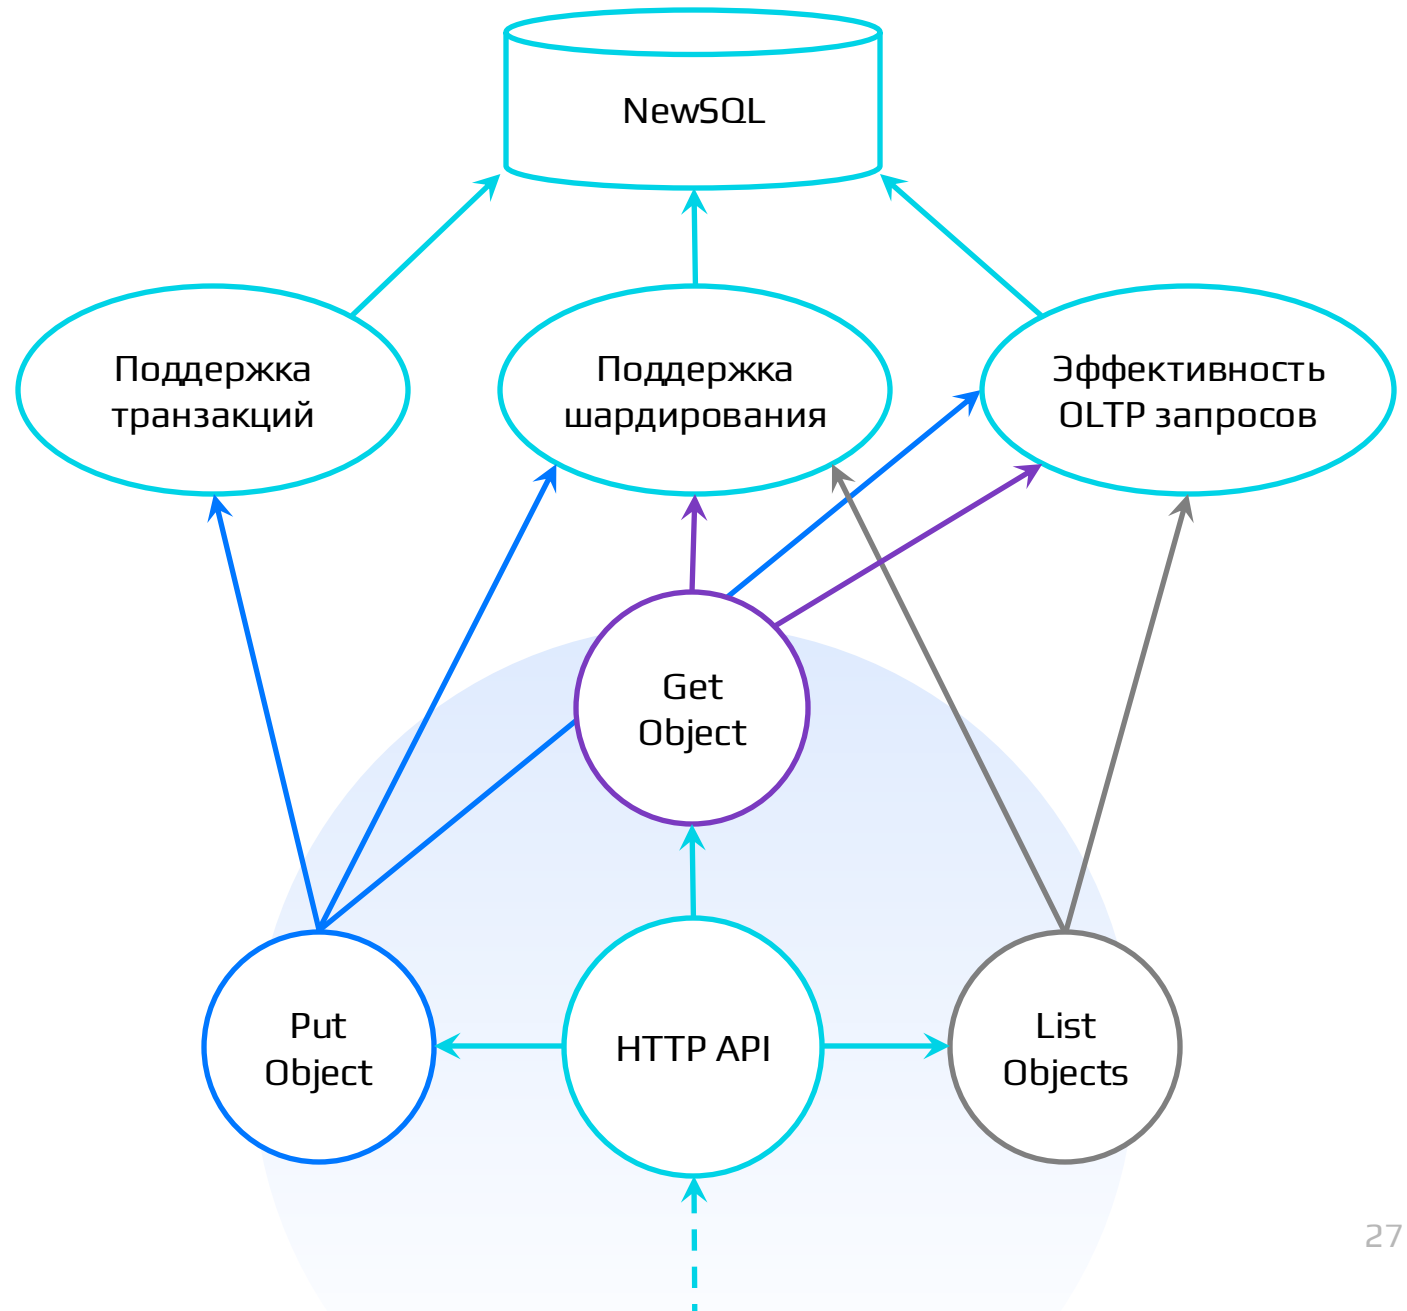 NewSQL
Поддержка
транзакций
Поддержка
шардирования
Эффективность
OLTP запросов
Get
Object
Put
Object
HTTP API
List
Objects
27